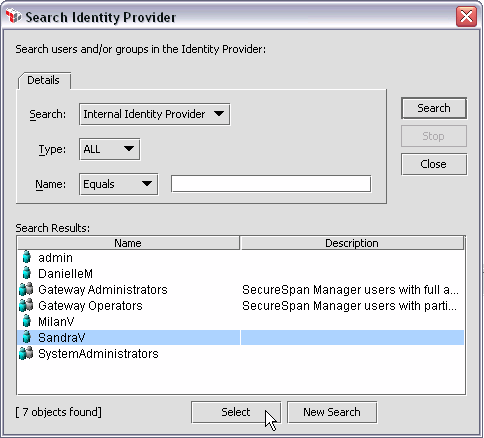 Search Identity Provider
Search users and/or groups in the Identity Provider:
Details
Search: Internal Identity Provider
Search
Type: ALL
Stop
Close
Name: Equals
Search Results:
Name Description
admin
DanielleM
Gateway Administrators SecureSpan Manager users with full a...
Gateway Operators SecureSpan Manager users with parti...
MilanV
SandraV
SystemAdministrators
[ 7 objects found] Select New Search